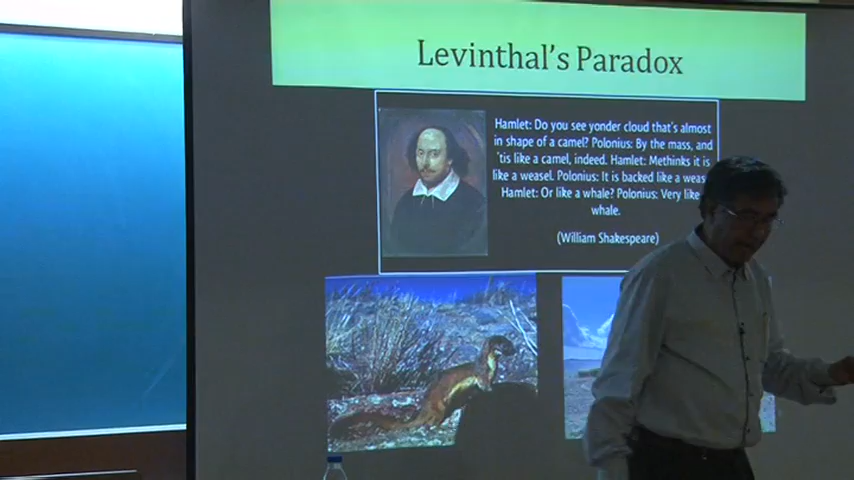 Levinthal's Paradox
Hamlet: Do you see yonder cloud that's almost
in shape of a camel? Polonius: By the mass, and
'tis like a camel, indeed. Hamlet: Methinks it is
like a weasel. Polonius: It is backed like a weas
Hamlet: Or like a whale? Polonius: Very like
whale.
(William Shakespeare)